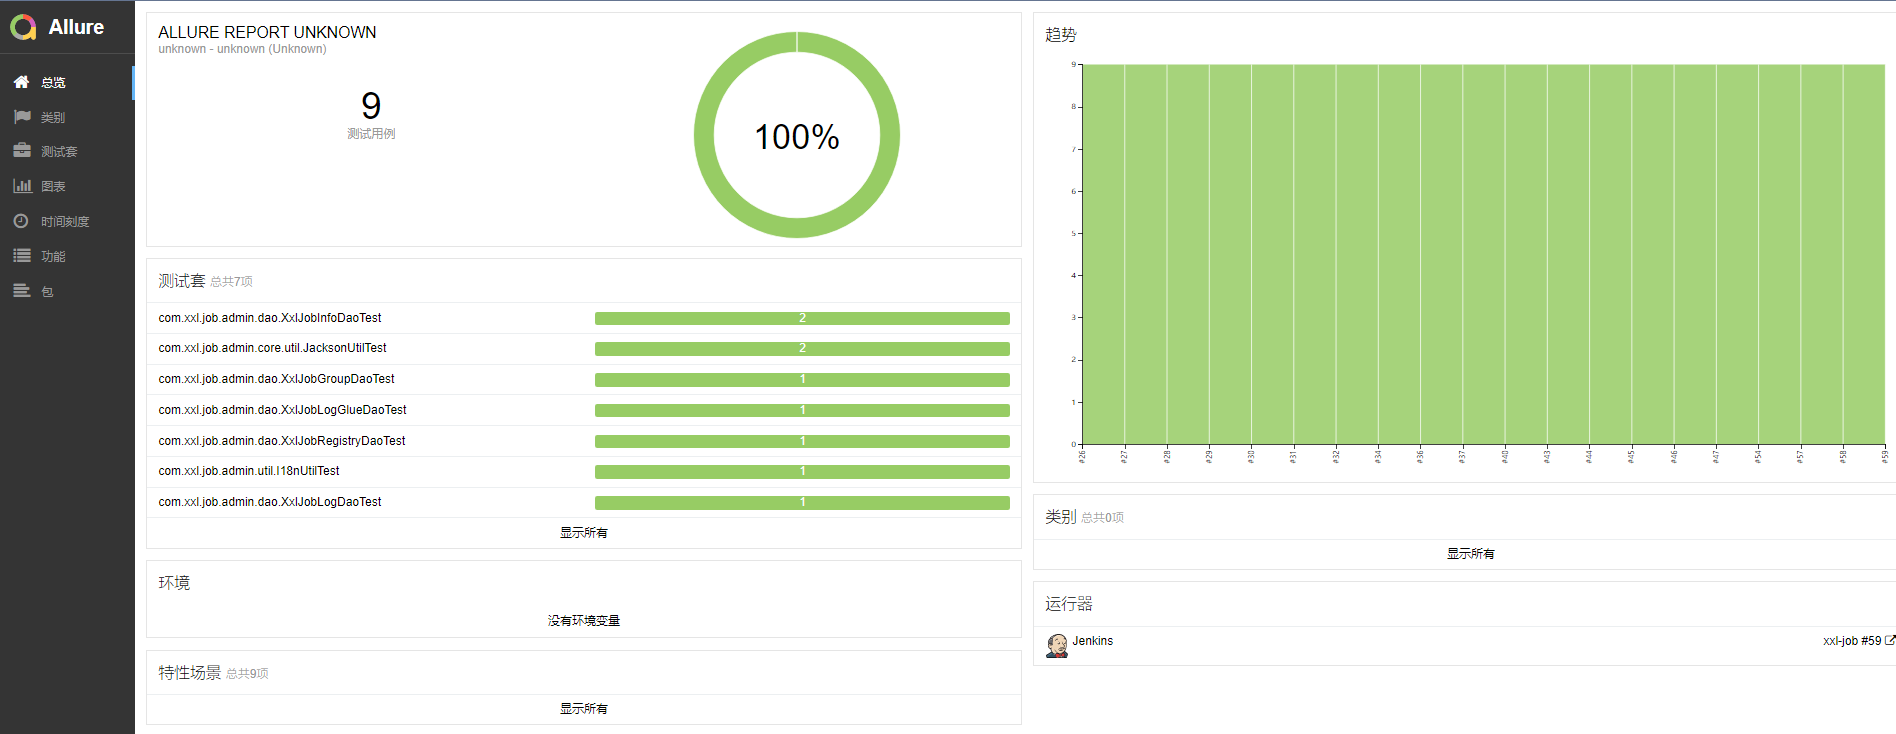 Allure
总览
类别
测试套
图表
时间刻度
功能
包
ALLURE REPORT UNKNOWN
unknown - unknown (Unknown)
9
测试用例
100%
测试套 总共7项
com.xxl.job.admin.dao.XxlJobInfoDaoTest 2
com.xxl.job.admin.core.util.JacksonUtilTest 2
com.xxl.job.admin.dao.XxlJobGroupDaoTest 1
com.xxl.job.admin.dao.XxlJobLogGlueDaoTest 1
com.xxl.job.admin.dao.XxlJobRegistryDaoTest 1
com.xxl.job.admin.util.I18nUtilTest 1
com.xxl.job.admin.dao.XxlJobLogDaoTest 1
显示所有
环境
没有环境变量
特性场景 总共9项
显示所有
趋势
9
8
7
6
5
4
3
2
1
0
#26 #27 #28 #29 #30 #31 #32 #34 #36 #37 #40 #43 #44 #45 #46 #47 #54 #57 #58 #59
类别 总共0项
显示所有
运行器
Jenkins xxl-job #59